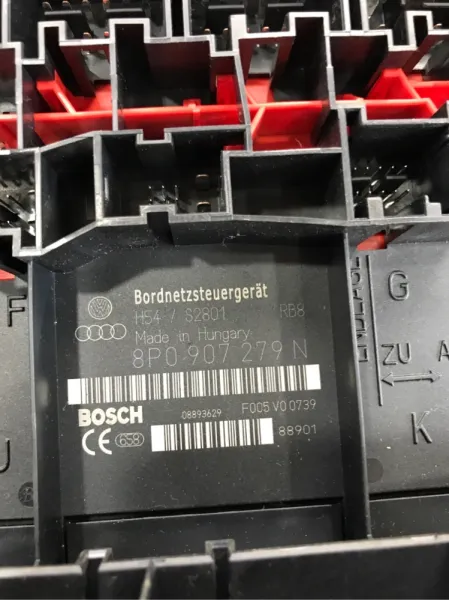 Bordnetzsteuergerät
H54 / S2801 RB8
Made in Hungary
8P0 907 279 N
BOSCH 08893629 F005 V0 0739
CE 658 88901
F
G
ENDLAGE
ZU A
K
U